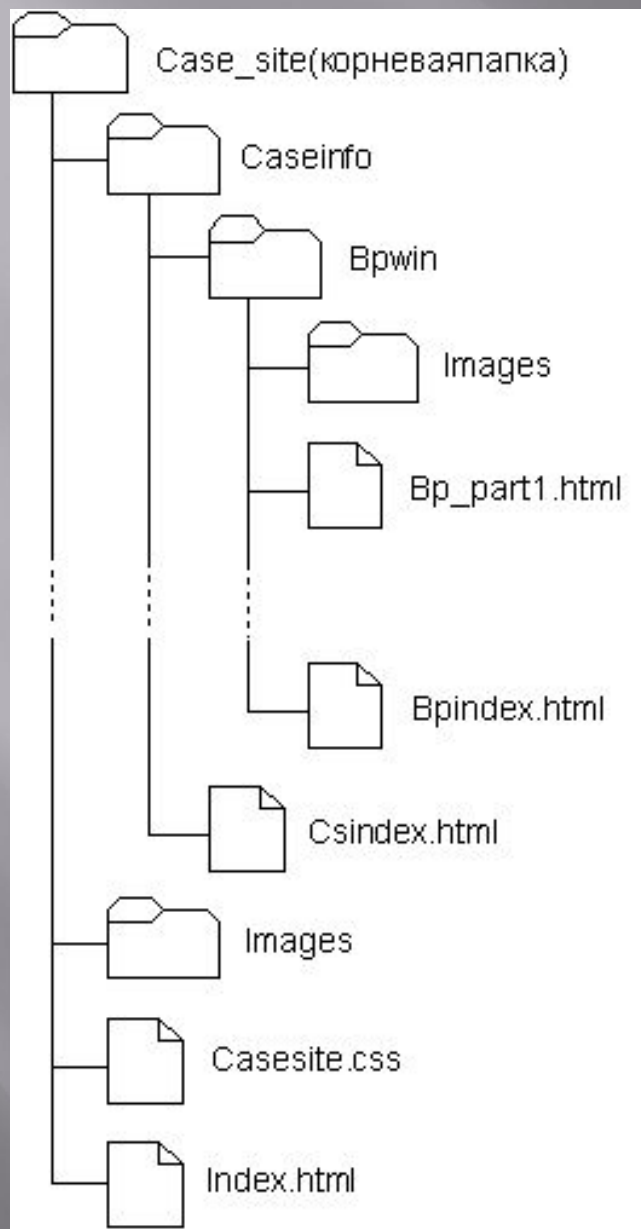 Case_site(корневаяпапка)
Caseinfo
Bpwin
Images
Bp_part1.html
Bpindex.html
Csindex.html
Images
Casesite.css
Index.html